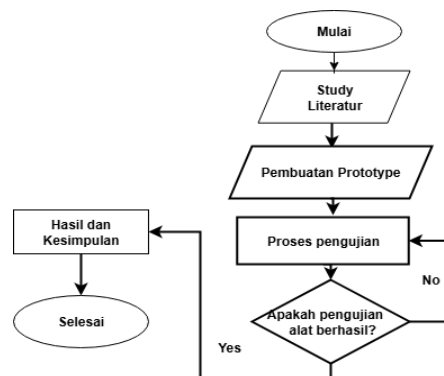 Mulai
Study
Literatur
Pembuatan Prototype
Proses pengujian
Apakah pengujian
alat berhasil?
No
Yes
Hasil dan
Kesimpulan
Selesai